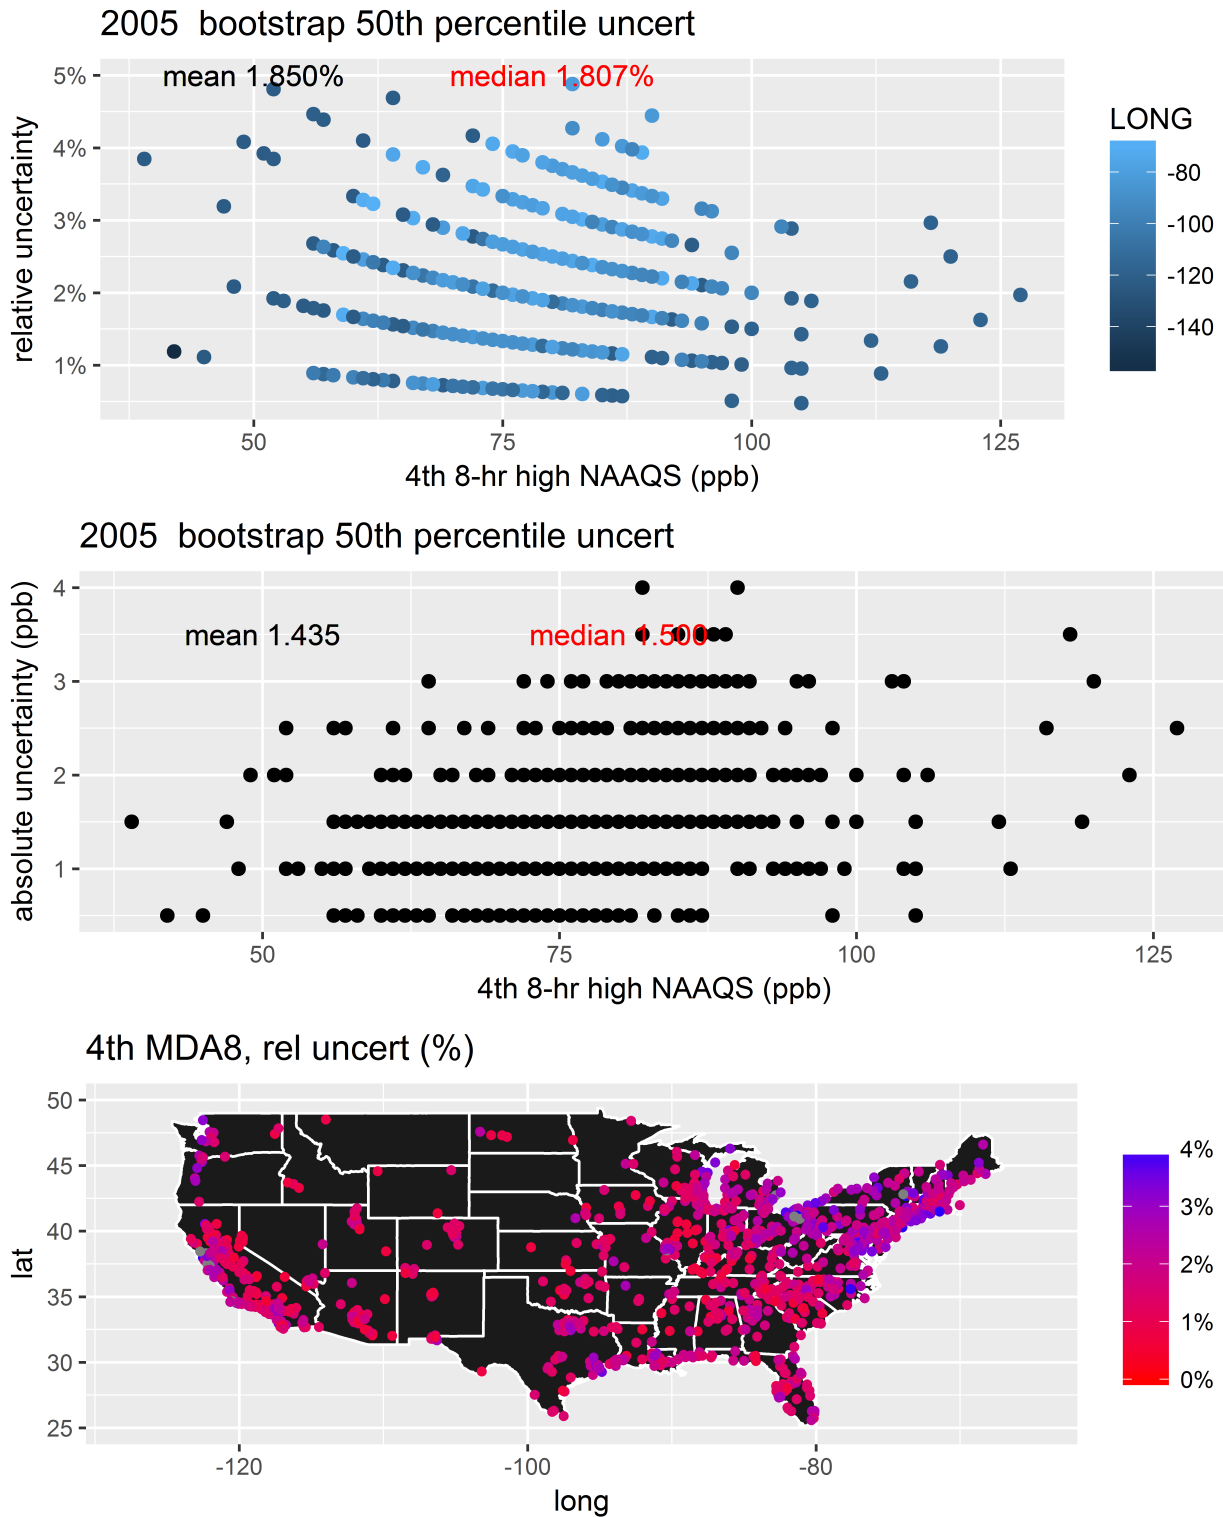 2005  bootstrap 50th percentile uncert
mean 1.850%
median 1.807%
5%
4%
3%
2%
1%
relative uncertainty
50
75
100
125
4th 8-hr high NAAQS (ppb)
LONG
-80
-100
-120
-140
2005  bootstrap 50th percentile uncert
4
3
2
1
absolute uncertainty (ppb)
mean 1.435
median 1.500
50
75
100
125
4th 8-hr high NAAQS (ppb)
4th MDA8, rel uncert (%)
50
45
40
35
30
25
lat
-120
-100
-80
long
4%
3%
2%
1%
0%